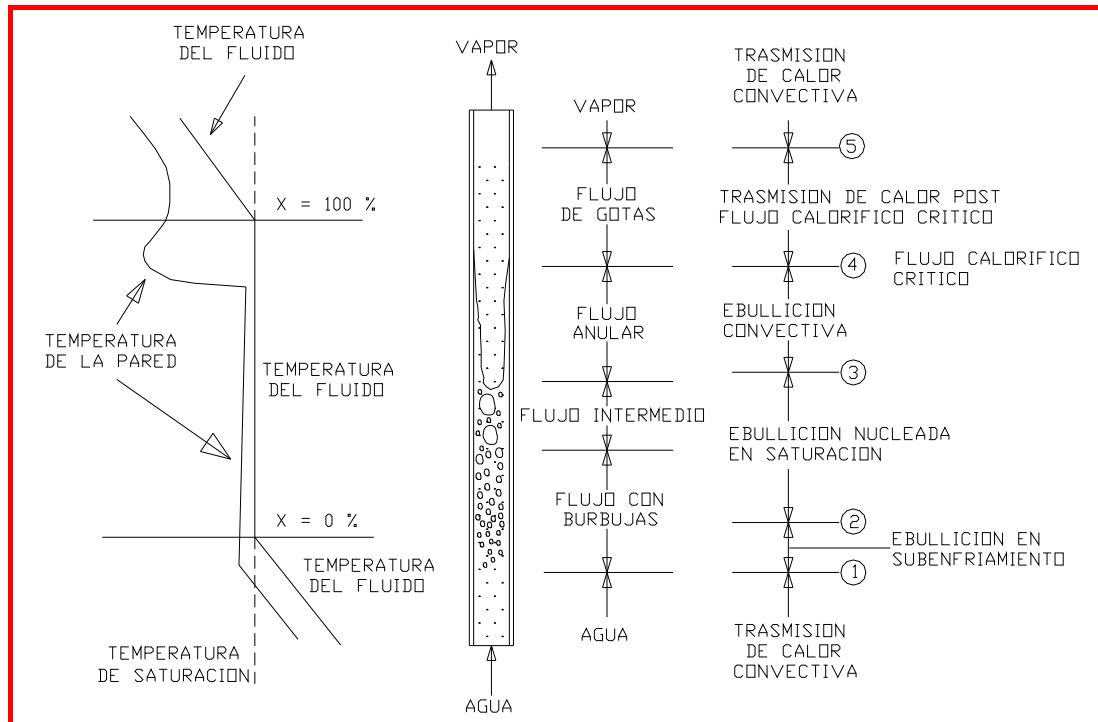 TEMPERATURA
DEL FLUIDO
X = 100 %
TEMPERATURA
DE LA PARED
TEMPERATURA
DEL FLUIDO
X = 0 %
TEMPERATURA
DEL FLUIDO
TEMPERATURA
DE SATURACION
VAPOR
AGUA
VAPOR
FLUJO
DE GOTAS
FLUJO
ANULAR
FLUJO INTERMEDIO
FLUJO CON
BURBUJAS
AGUA
TRASMISION
DE CALOR
CONVECTIVA
5
TRASMISION DE CALOR POST
FLUJO CALORIFICO CRITICO
4
FLUJO CALORIFICO
CRITICO
EBULLICION
CONVECTIVA
3
EBULLICION NUCLEADA
EN SATURACION
2
EBULLICION EN
SUBENFRIAMIENTO
1
TRASMISION
DE CALOR
CONVECTIVA